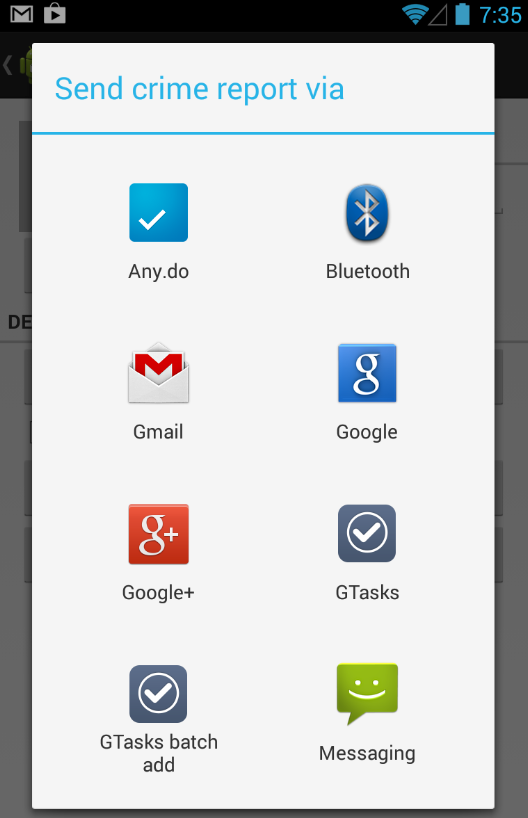 7:35
Send crime report via
Any.do
Bluetooth
Gmail
Google
Google+
GTasks
GTasks batch
add
Messaging
DE